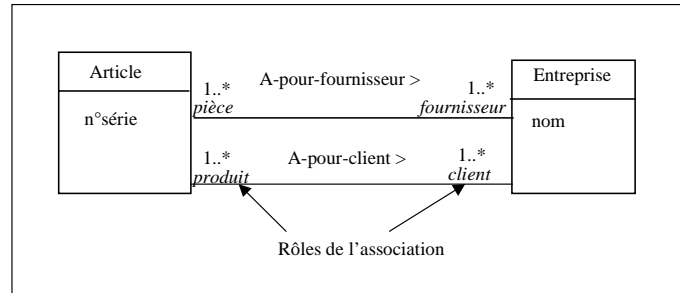 Article
n°série
1..*
pièce
A-pour-fournisseur >
1..*
fournisseur
Entreprise
nom
1..*
produit
A-pour-client >
1..*
client
Rôles de l’association